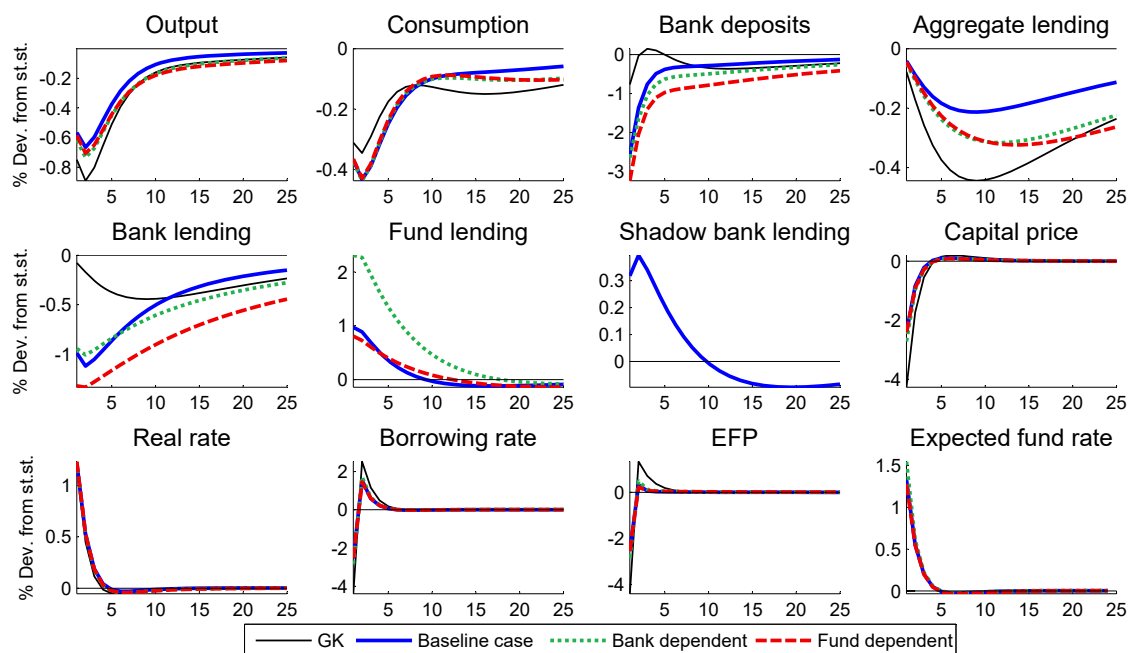 Output Consumption Bank deposits Aggregate lending
% Dev. from st.st.
-0.2
-0.4
-0.6
-0.8
5 10 15 20 25
0
-0.2
-0.4
5 10 15 20 25
0
-1
-2
-3
5 10 15 20 25
0
-0.2
-0.4
5 10 15 20 25
Bank lending Fund lending Shadow bank lending Capital price
% Dev. from st.st.
0
-0.5
-1
5 10 15 20 25
2
1
0
5 10 15 20 25
0.3
0.2
0.1
0
5 10 15 20 25
0
-2
-4
5 10 15 20 25
Real rate Borrowing rate EFP Expected fund rate
% Dev. from st.st.
1
0.5
0
5 10 15 20 25
2
0
-2
-4
5 10 15 20 25
0
-2
-4
5 10 15 20 25
1.5
1
0.5
0
5 10 15 20 25
GK Baseline case Bank dependent Fund dependent